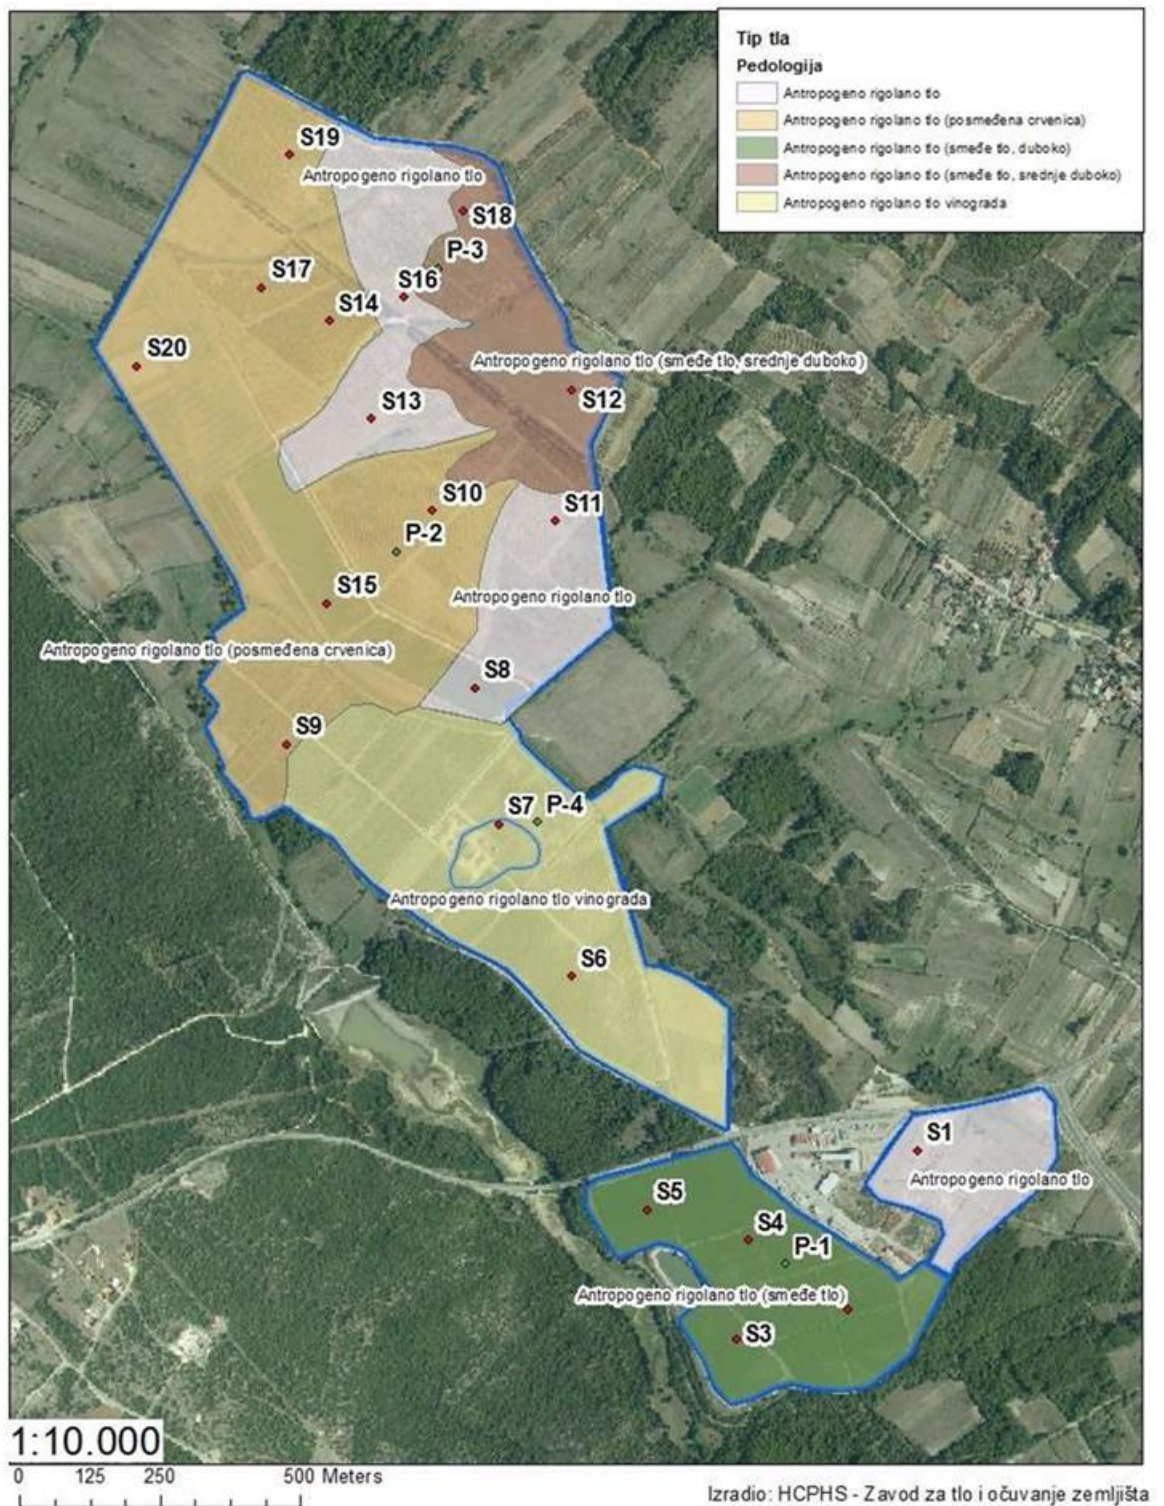 Tip tla
Pedologija
Antropogeno rigolano tlo
Antropogeno rigolano tlo (posmeđena crvenica)
Antropogeno rigolano tlo (smeđe tlo, duboko)
Antropogeno rigolano tlo (smeđe tlo, srednje duboko)
Antropogeno rigolano tlo vinograda
S19
Antropogeno rigolano tlo
S18
P-3
S17
S16
S14
S20
Antropogeno rigolano tlo (smeđe tlo, srednje duboko)
S13
S12
S10
S11
P-2
S15
Antropogeno rigolano tlo
Antropogeno rigolano tlo (posmeđena crvenica)
S8
S9
S7
P-4
Antropogeno rigolano tlo vinograda
S6
S1
Antropogeno rigolano tlo
S5
S4
P-1
Antropogeno rigolano tlo (smeđe tlo)
S3
1:10.000
0 125 250 500 Meters
Izradio: HCPHS - Zavod za tlo i očuvanje zemljišta